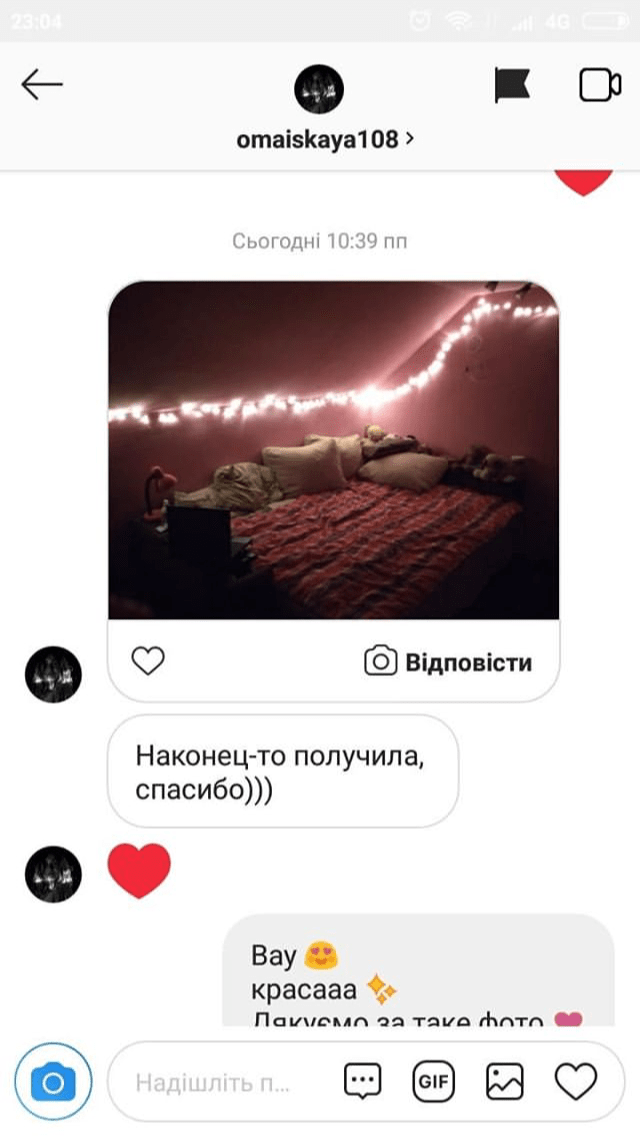 23:04
4G
omaiskaya108
Сьогодні 10:39 пп
Відповісти
Наконец-то получила,
спасибо)))
Вау 😍
красааа ✨
Дякуємо за таке фото 💗
Надішліть п...
GIF